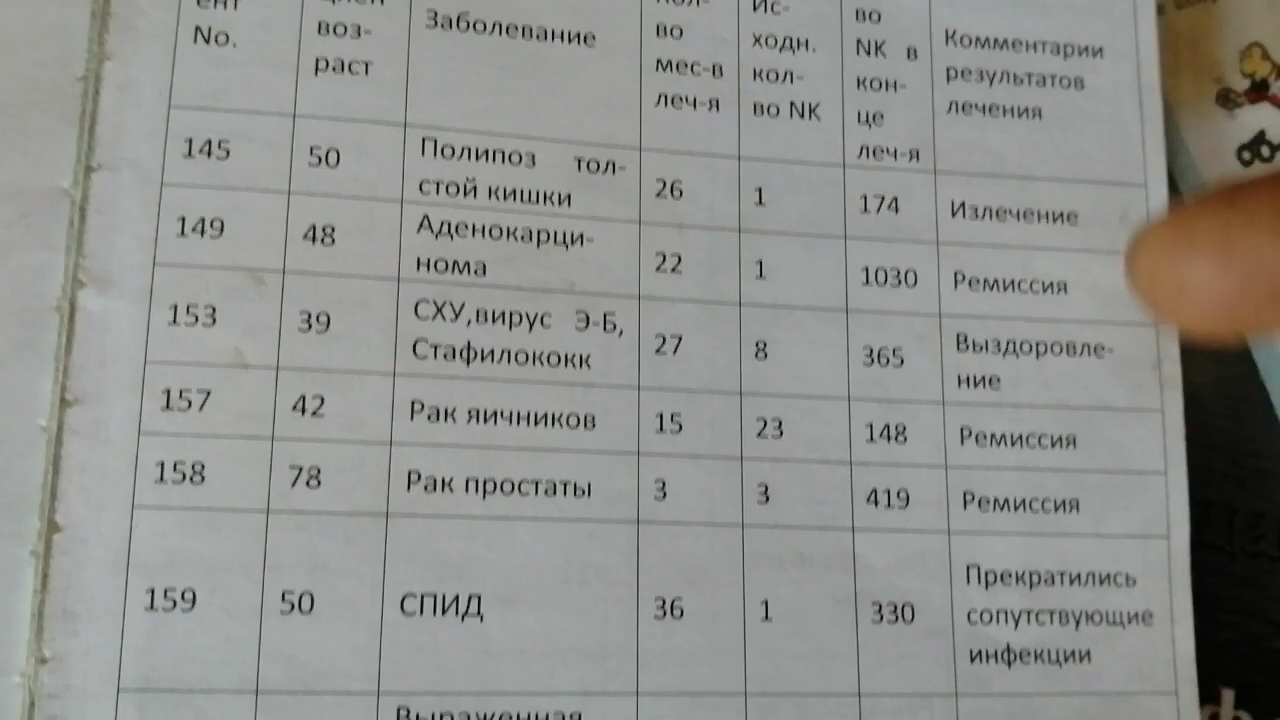 No.
воз-
раст
Заболевание
во
мес-в
леч-я
Ис-
ходн.
кол-
во NK
во
NK в
кон-
це
леч-я
Комментарии
результатов
лечения
145
50
Полипоз тол-
стой кишки
26
1
174
Излечение
149
48
Аденокарци-
нома
22
1
1030
Ремиссия
153
39
СХУ,вирус Э-Б,
Стафилококк
27
8
365
Выздоровле-
ние
157
42
Рак яичников
15
23
148
Ремиссия
158
78
Рак простаты
3
3
419
Ремиссия
159
50
СПИД
36
1
330
Прекратились
сопутствующие
инфекции
Выраженная